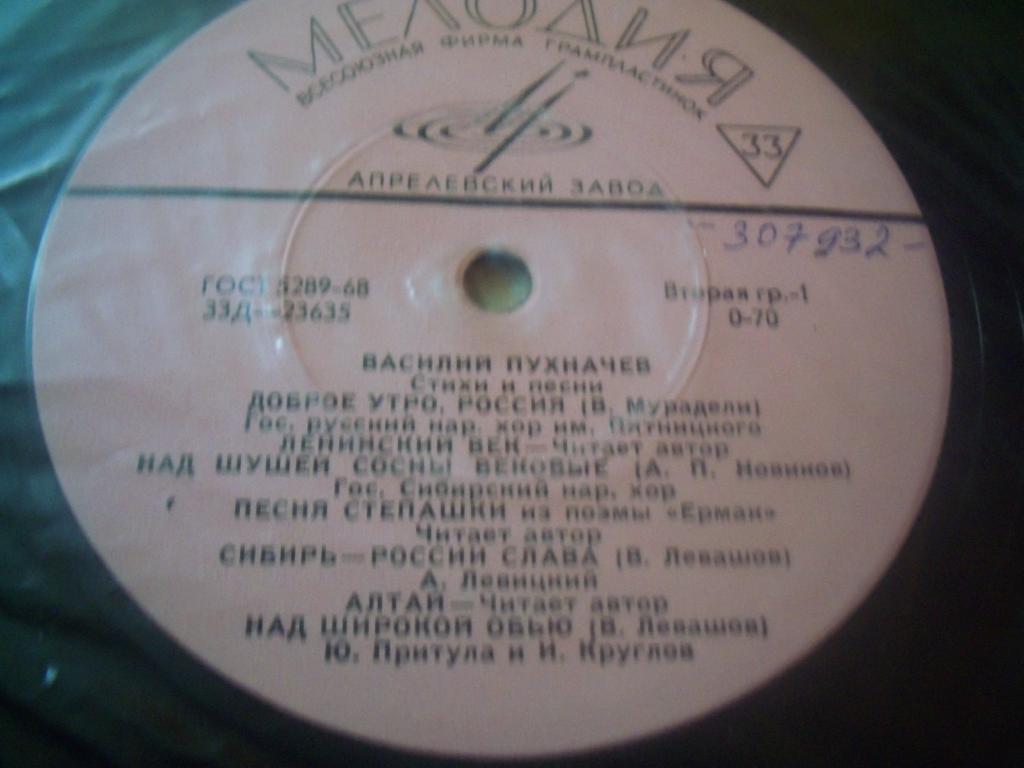 МЕЛОДИЯ
ВСЕСОЮЗНАЯ ФИРМА ГРАМПЛАСТИНОК
33
АПРЕЛЕВСКИЙ ЗАВОД
-307932-
ГОСТ 5289-68
Вторая гр.-1
33Д—23635
0-70
ВАСИЛИЙ ПУХНАЧЕВ
Стихи и песни
ДОБРОЕ УТРО, РОССИЯ (В. Мурадели)
Гос. русский нар. хор им. Пятницкого
ЛЕНИНСКИЙ ВЕК—Читает автор
НАД ШУШЕЙ СОСНЫ ВЕКОВЫЕ (А. П. Новиков)
Гос. Сибирский нар. хор
ПЕСНЯ СТЕПАШКИ из поэмы «Ермак»
Читает автор
СИБИРЬ—РОССИИ СЛАВА (В. Левашов)
А. Левицкий
АЛТАЙ—Читает автор
НАД ШИРОКОЙ ОБЬЮ (В. Левашов)
Ю. Притула и И. Круглов